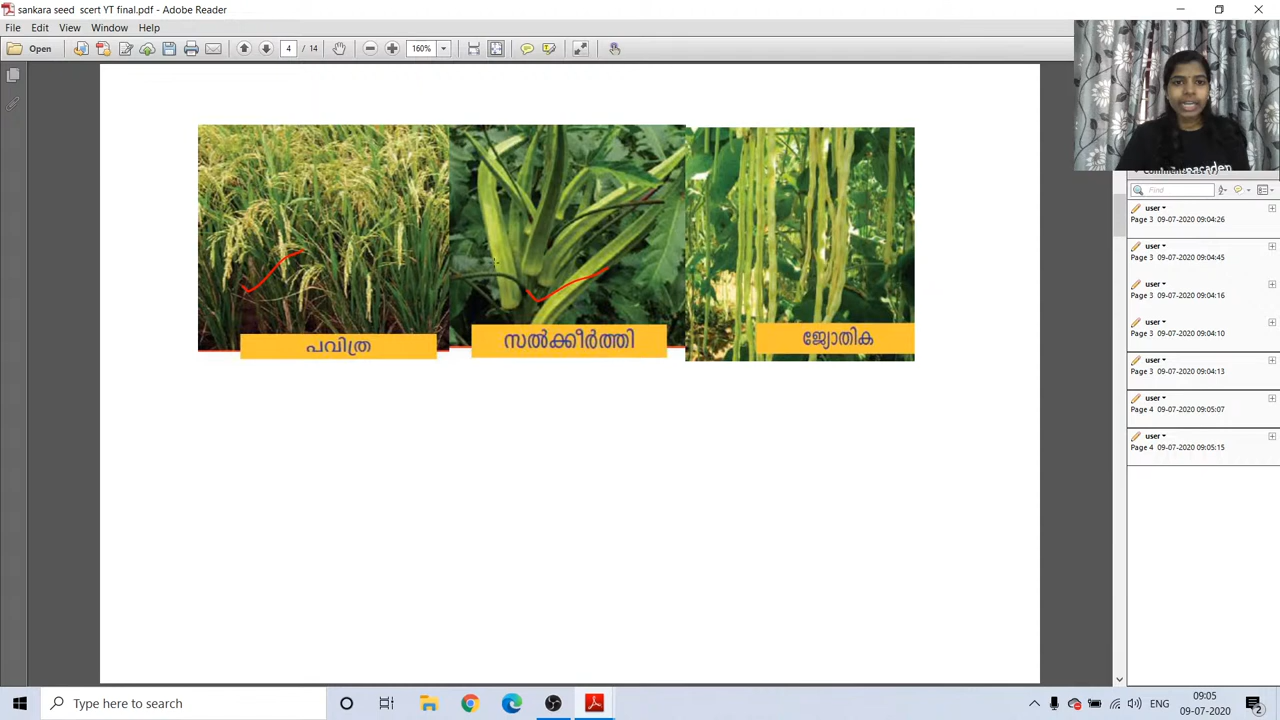 sankara seed scert YT final.pdf - Adobe Reader
File Edit View Window Help
Open 4 / 14 160%
പവിത്ര
സൽക്കീർത്തി
ജ്യോതിക
Find
user
Page 3 09-07-2020 09:04:26
user
Page 3 09-07-2020 09:04:45
user
Page 3 09-07-2020 09:04:16
user
Page 3 09-07-2020 09:04:10
user
Page 3 09-07-2020 09:04:13
user
Page 4 09-07-2020 09:05:07
user
Page 4 09-07-2020 09:05:15
Type here to search
ENG
09:05
09-07-2020
2